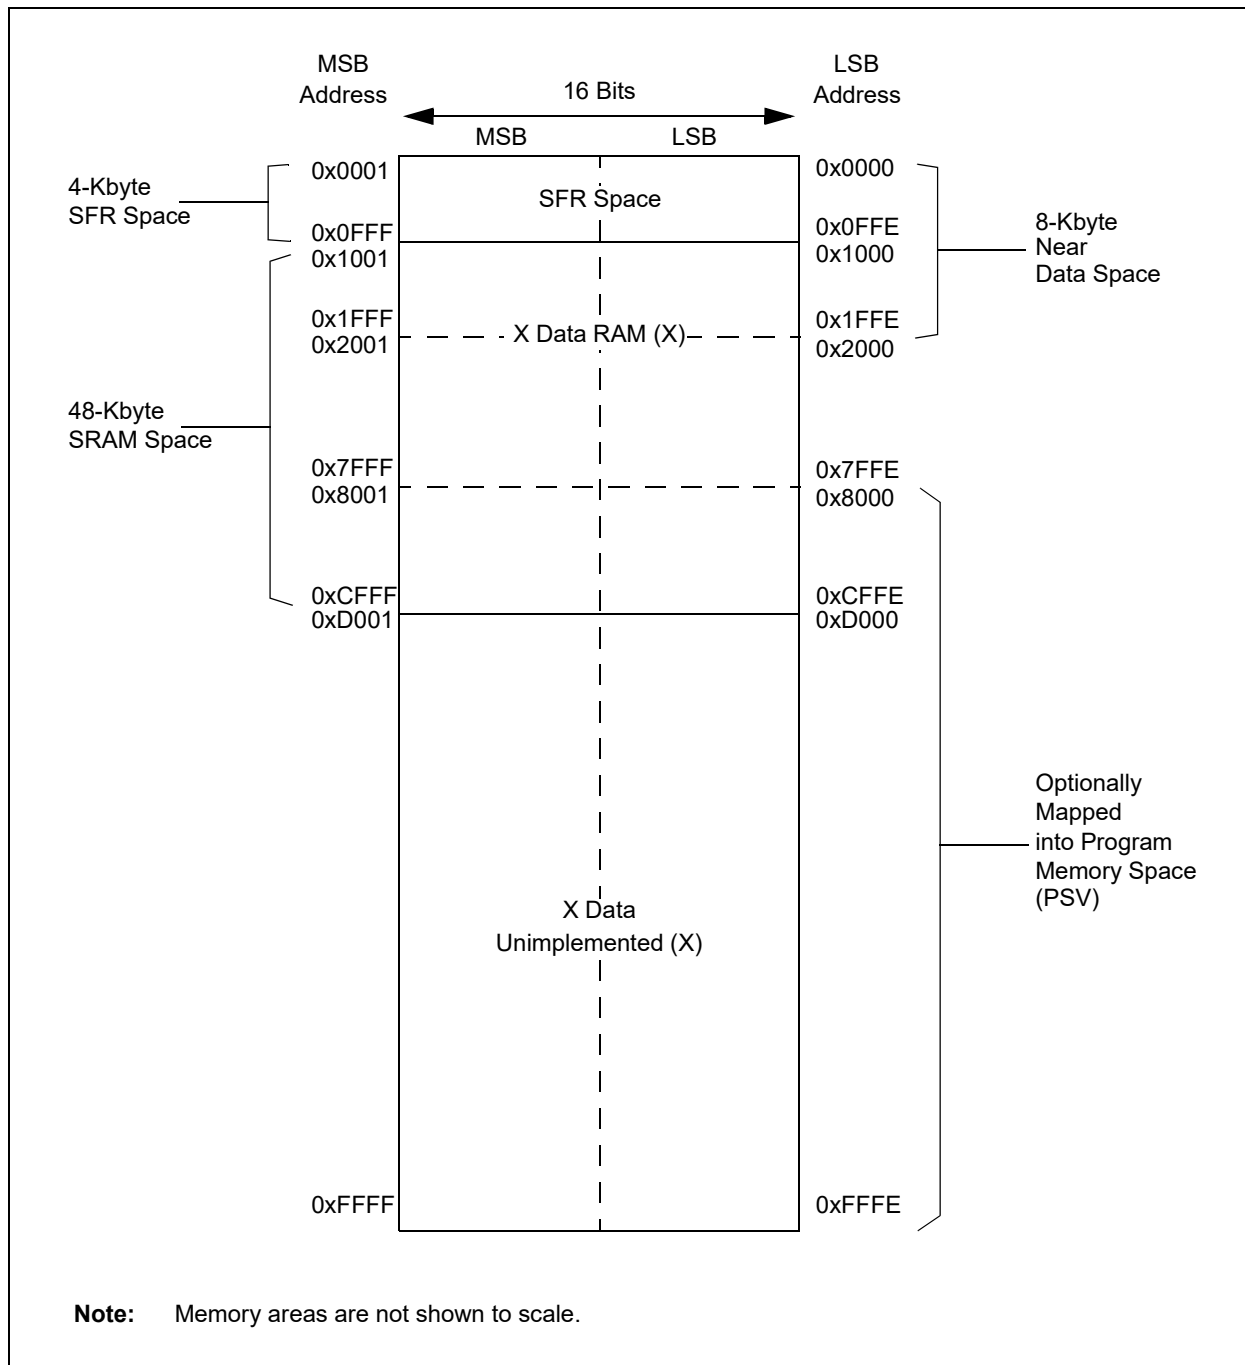 MSB
Address
16 Bits
LSB
Address
MSB
LSB
4-Kbyte
SFR Space
0x0001
0x0FFF
0x1001
SFR Space
0x0000
0x0FFE
0x1000
8-Kbyte
Near
Data Space
0x1FFF
0x2001
X Data RAM (X)
0x1FFE
0x2000
48-Kbyte
SRAM Space
0x7FFF
0x8001
0x7FFE
0x8000
0xCFFF
0xD001
0xCFFE
0xD000
Optionally
Mapped
into Program
Memory Space
(PSV)
X Data
Unimplemented (X)
0xFFFF
0xFFFE
Note: Memory areas are not shown to scale.